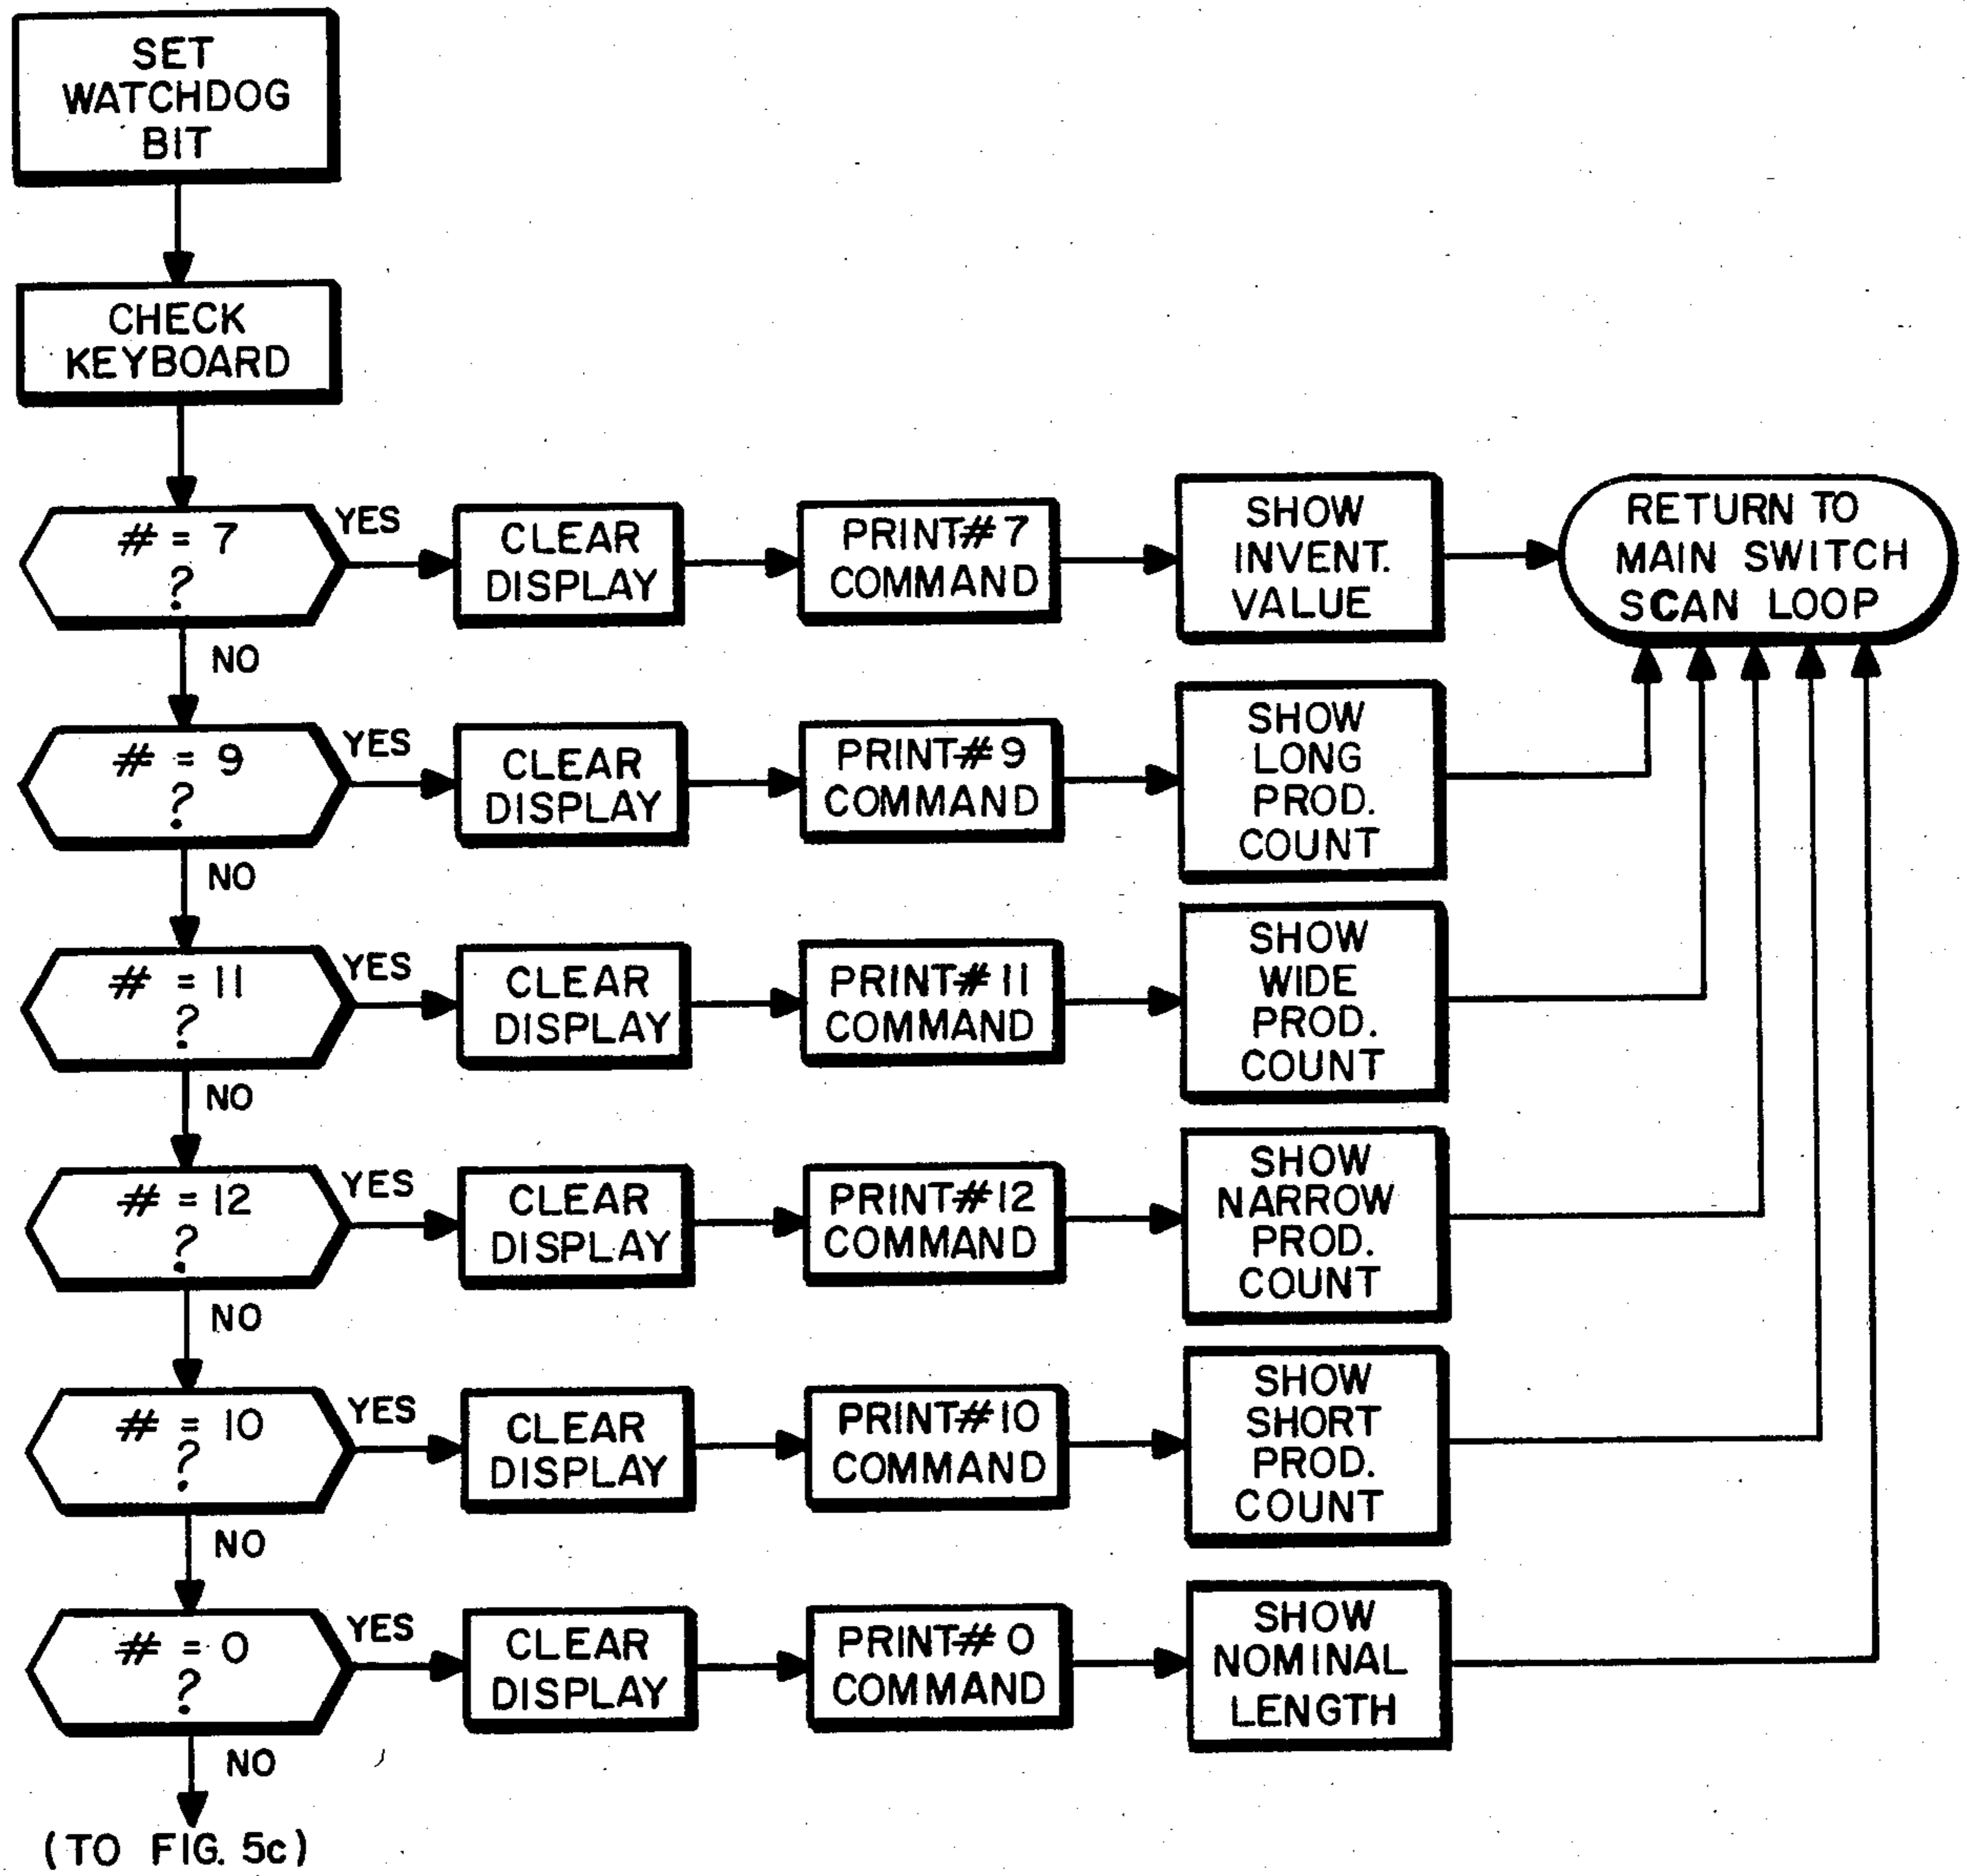 SET
WATCHDOG
BIT
CHECK
KEYBOARD
# = 7
?
YES
CLEAR
DISPLAY
PRINT# 7
COMMAND
SHOW
INVENT.
VALUE
RETURN TO
MAIN SWITCH
SCAN LOOP
NO
# = 9
?
YES
CLEAR
DISPLAY
PRINT# 9
COMMAND
SHOW
LONG
PROD.
COUNT
NO
# = 11
?
YES
CLEAR
DISPLAY
PRINT# 11
COMMAND
SHOW
WIDE
PROD.
COUNT
NO
# = 12
?
YES
CLEAR
DISPLAY
PRINT# 12
COMMAND
SHOW
NARROW
PROD.
COUNT
NO
# = 10
?
YES
CLEAR
DISPLAY
PRINT# 10
COMMAND
SHOW
SHORT
PROD.
COUNT
NO
# = 0
?
YES
CLEAR
DISPLAY
PRINT# 0
COMMAND
SHOW
NOMINAL
LENGTH
NO
(TO FIG. 5c)